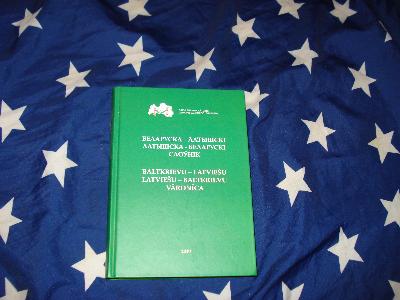 БЕЛАРУСКА - ЛАТЫШСКІ
ЛАТЫШСКА - БЕЛАРУСКІ
СЛОЎНІК
BALTKRIEVU – LATVIEŠU
LATVIEŠU – BALTKRIEVU
VĀRDNĪCA